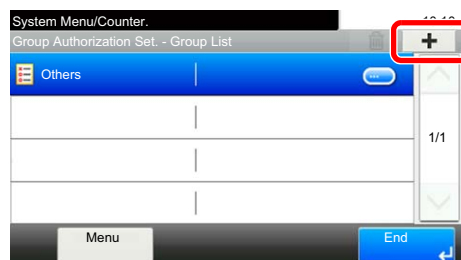 System Menu/Counter.
Group Authorization Set. - Group List
+
Others
1/1
Menu
End